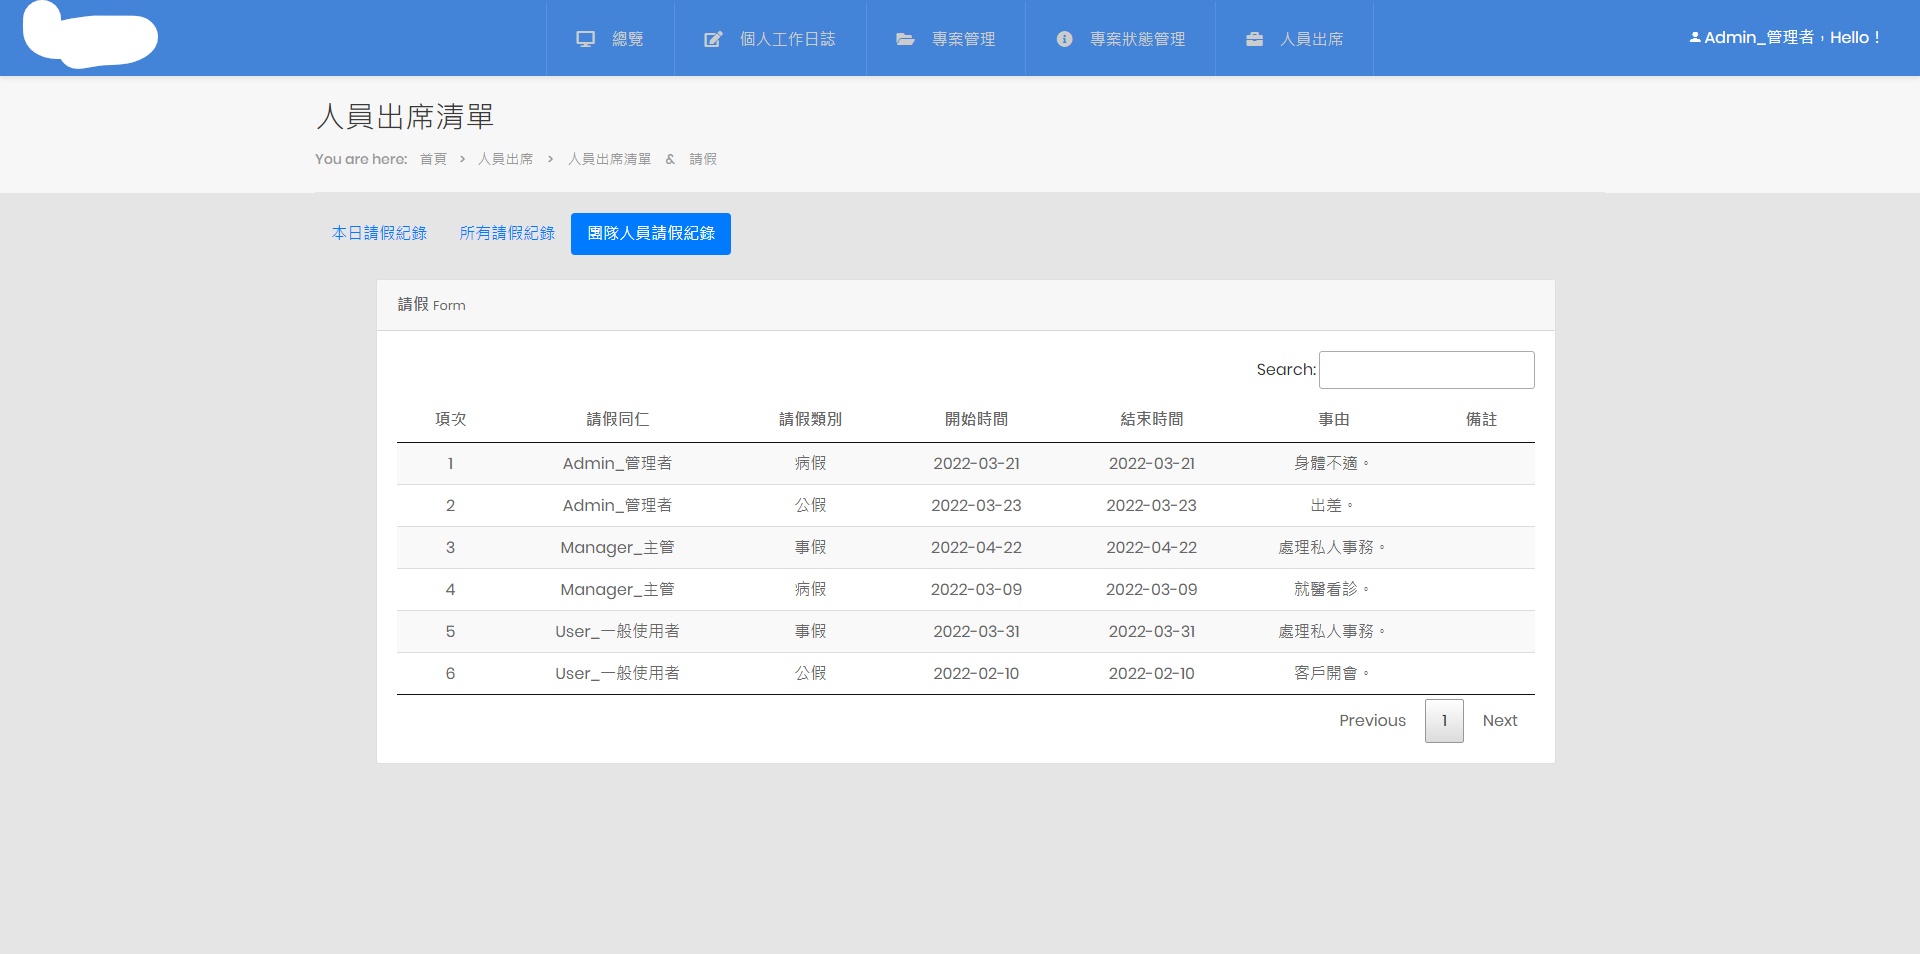 總覽 個人工作日誌 專案管理 專案狀態管理 人員出席 Admin_管理者，Hello！
人員出席清單
You are here: 首頁 > 人員出席 > 人員出席清單 & 請假
本日請假紀錄 所有請假紀錄 團隊人員請假紀錄
請假 Form
Search:
項次 請假同仁 請假類別 開始時間 結束時間 事由 備註
1 Admin_管理者 病假 2022-03-21 2022-03-21 身體不適。
2 Admin_管理者 公假 2022-03-23 2022-03-23 出差。
3 Manager_主管 事假 2022-04-22 2022-04-22 處理私人事務。
4 Manager_主管 病假 2022-03-09 2022-03-09 就醫看診。
5 User_一般使用者 事假 2022-03-31 2022-03-31 處理私人事務。
6 User_一般使用者 公假 2022-02-10 2022-02-10 客戶開會。
Previous 1 Next